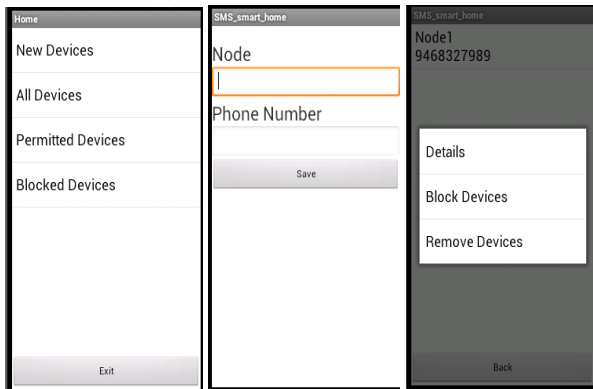 Home
New Devices
All Devices
Permitted Devices
Blocked Devices
Exit
SMS_smart_home
Node
Phone Number
Save
SMS_smart_home
Node1
9468327989
Details
Block Devices
Remove Devices
Back